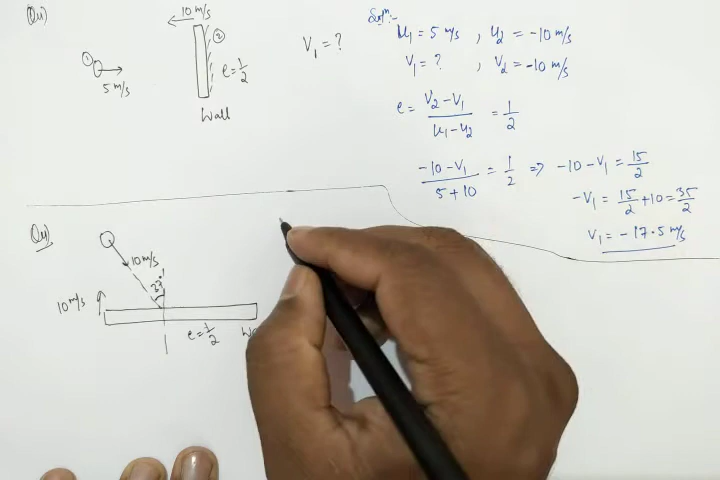 Qu)
10 m/s
①
②
5 m/s
e = 1/2
Wall
V₁ = ?
Solⁿ:-
u₁ = 5 m/s , u₂ = -10 m/s
V₁ = ? , V₂ = -10 m/s
e = (V₂ - V₁)/(u₁ - u₂) = 1/2
(-10 - V₁)/(5 + 10) = 1/2 => -10 - V₁ = 15/2
-V₁ = 15/2 + 10 = 35/2
V₁ = -17.5 m/s
Qu)
10 m/s
37°
10 m/s
e = 1/2